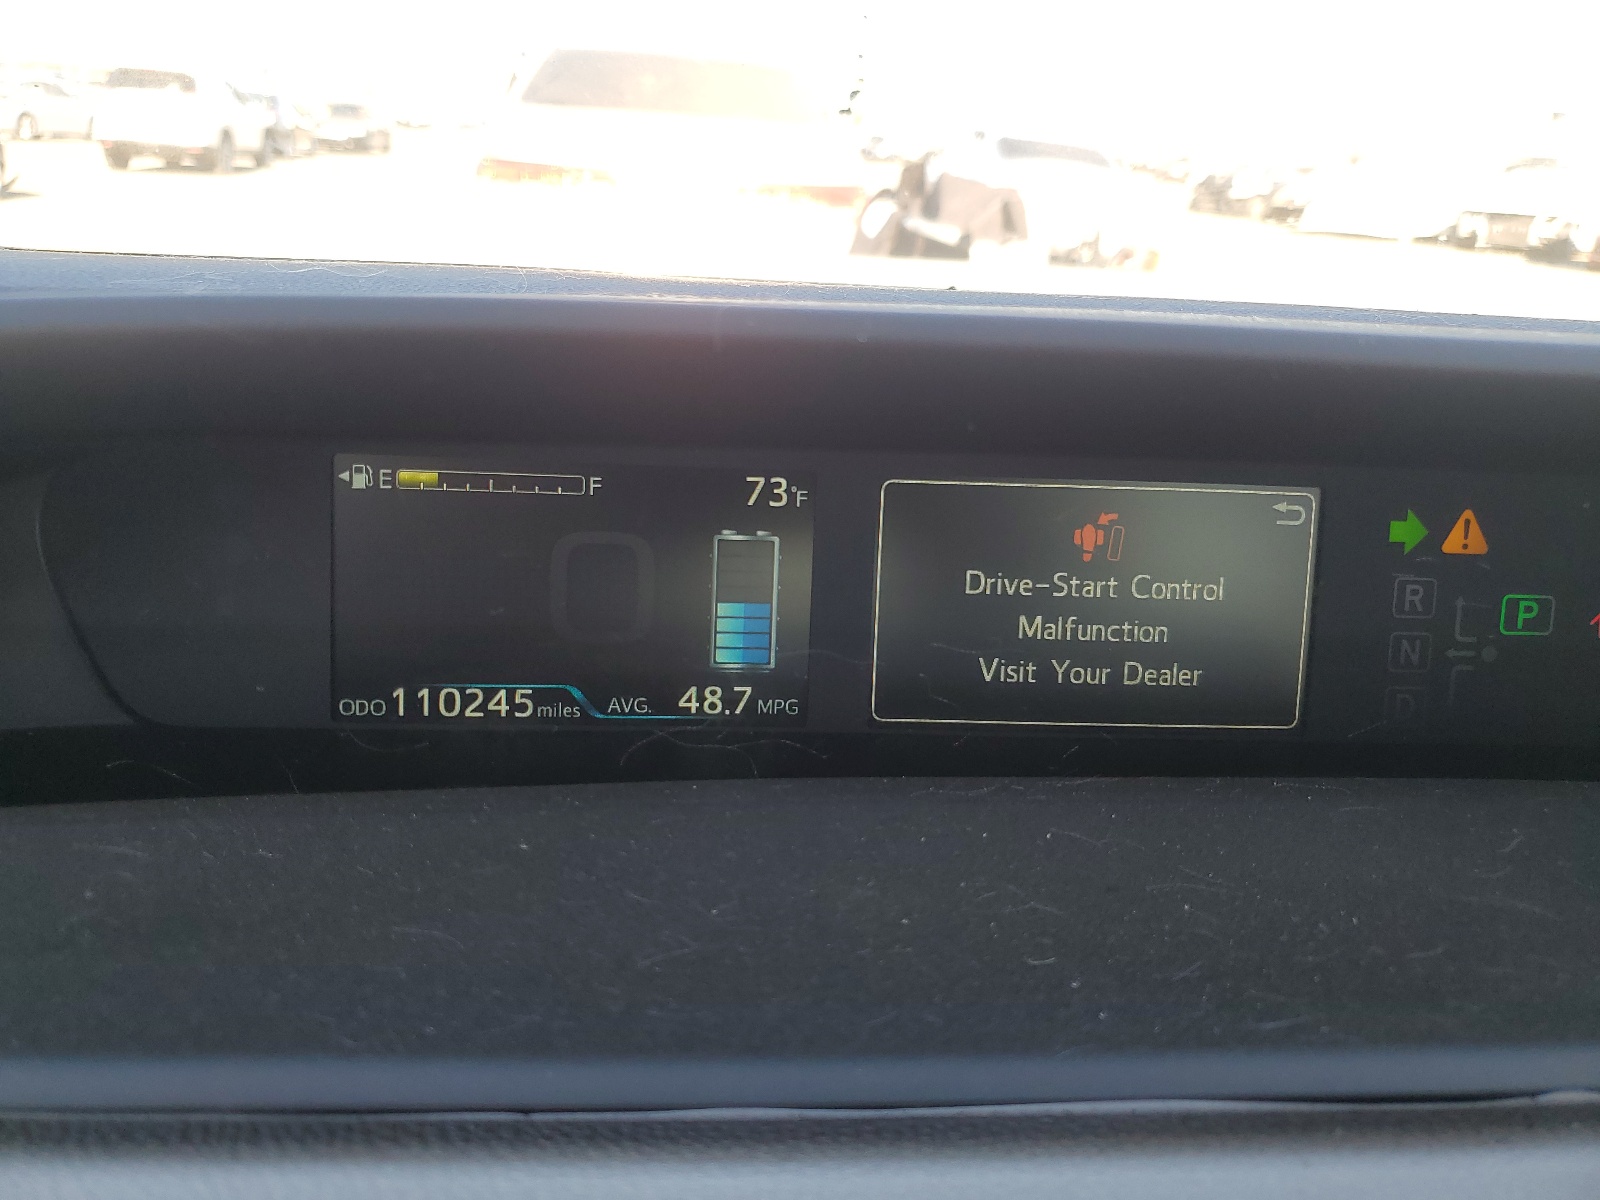 E F
73°F
ODO 110245 miles AVG. 48.7 MPG
Drive-Start Control
Malfunction
Visit Your Dealer
R
P
N
D